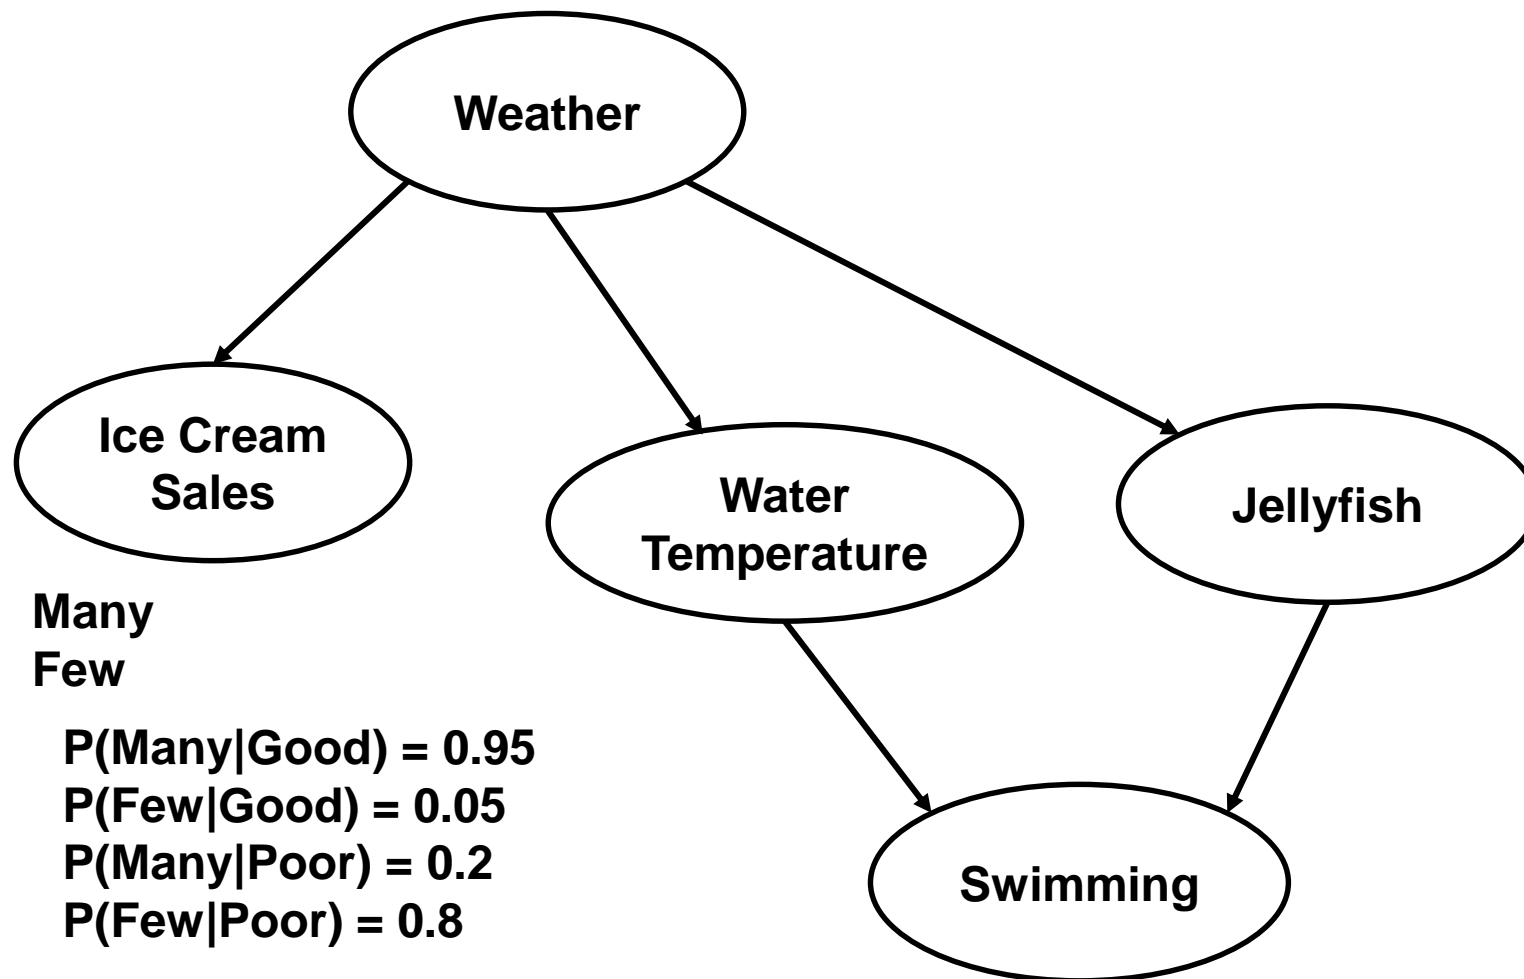 Weather
Ice Cream
Sales
Water
Temperature
Jellyfish
Many
Few
P(Many|Good) = 0.95
P(Few|Good) = 0.05
P(Many|Poor) = 0.2
P(Few|Poor) = 0.8
Swimming